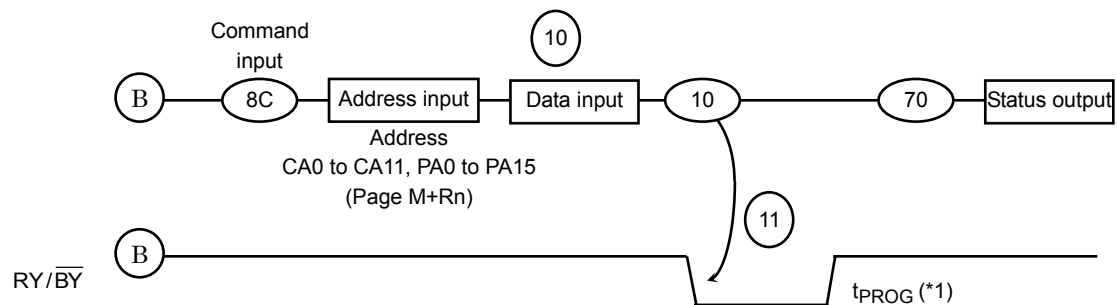 Command
input
10
B 8C Address input Data input 10 70 Status output
Address
CA0 to CA11, PA0 to PA15
(Page M+Rn)
11
B
RY/BY
tPROG (*1)